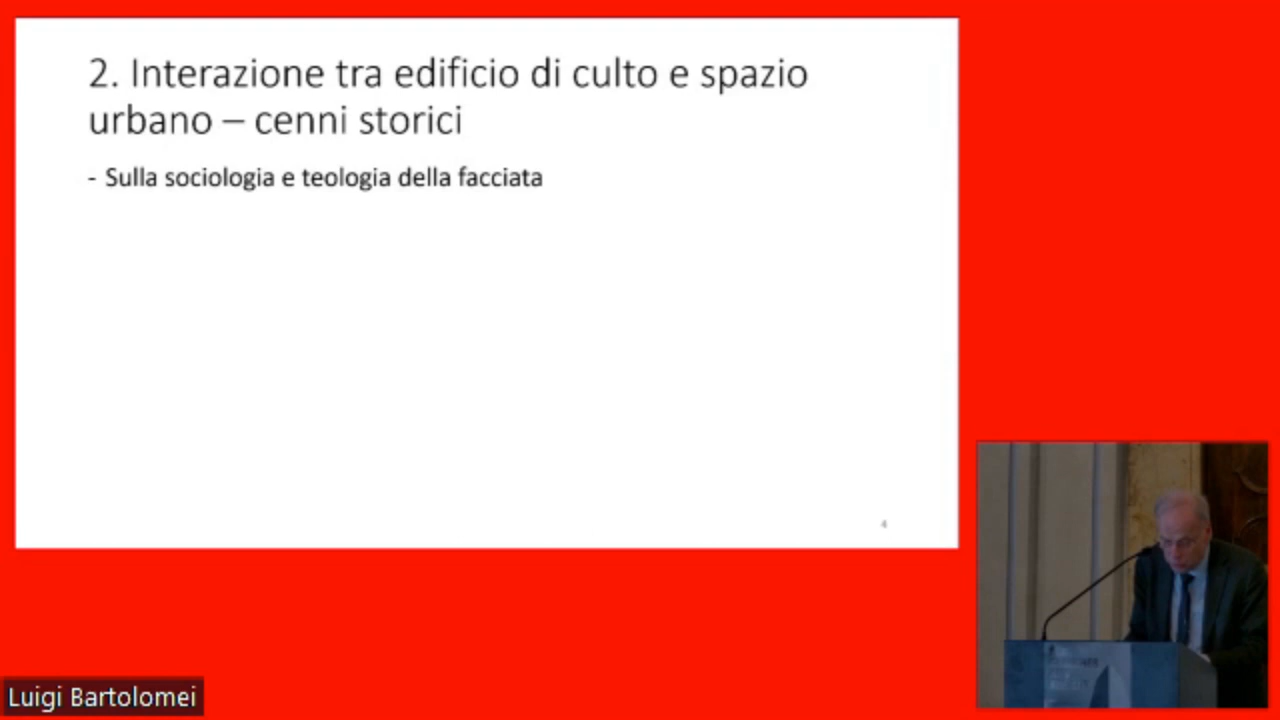 2. Interazione tra edificio di culto e spazio
urbano – cenni storici
- Sulla sociologia e teologia della facciata
4
Luigi Bartolomei